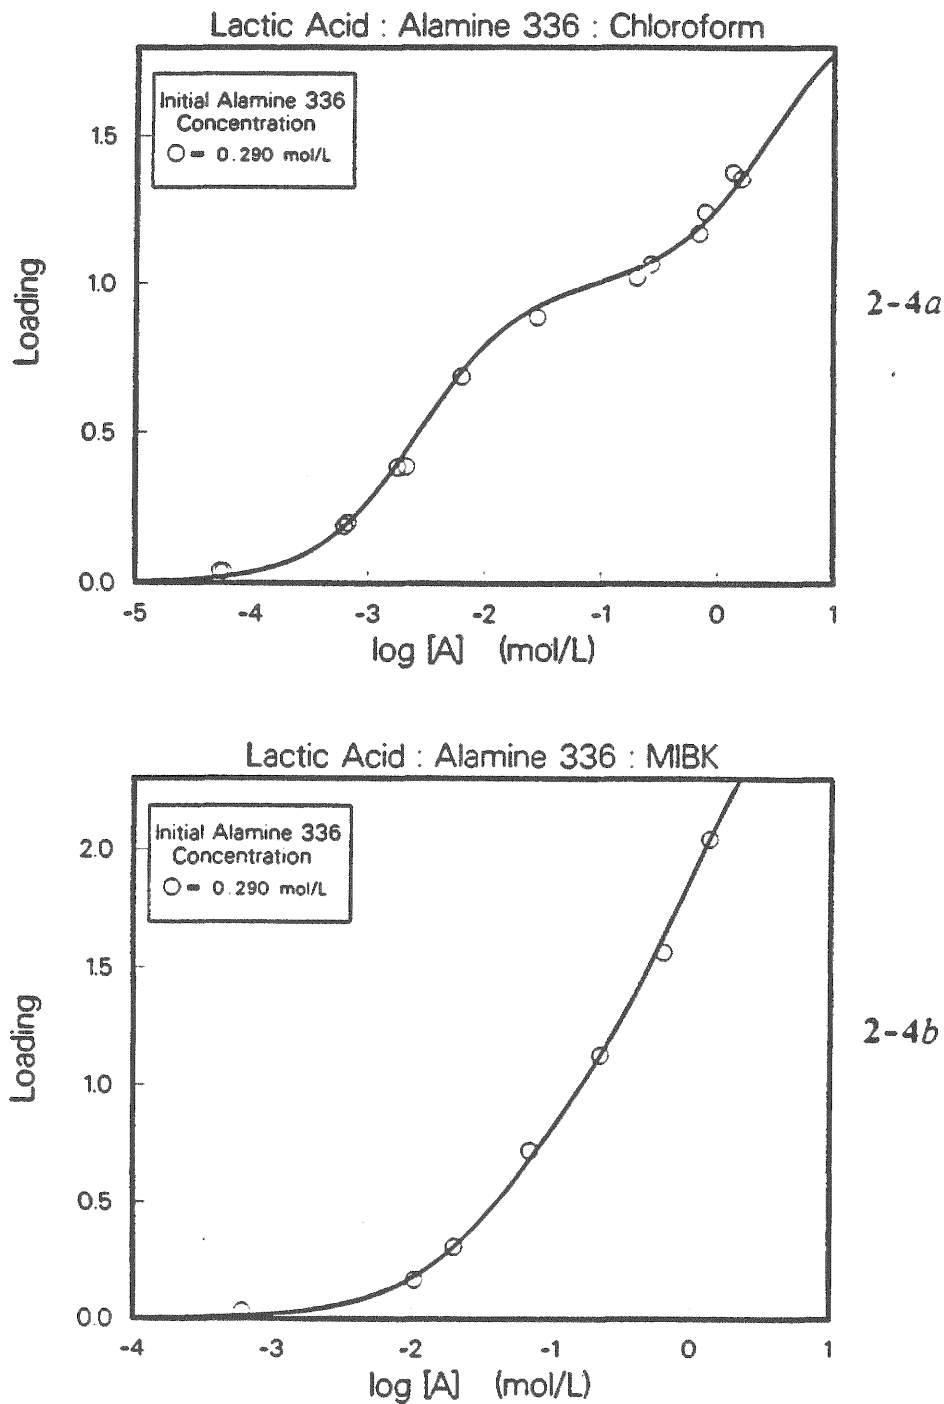 Lactic Acid : Alamine 336 : Chloroform
Initial Alamine 336
Concentration
O = 0.290 mol/L
1.5
1.0
0.5
0.0
Loading
-5 -4 -3 -2 -1 0 1
log [A] (mol/L)
2-4a
Lactic Acid : Alamine 336 : MIBK
Initial Alamine 336
Concentration
O = 0.290 mol/L
2.0
1.5
1.0
0.5
0.0
Loading
-4 -3 -2 -1 0 1
log [A] (mol/L)
2-4b